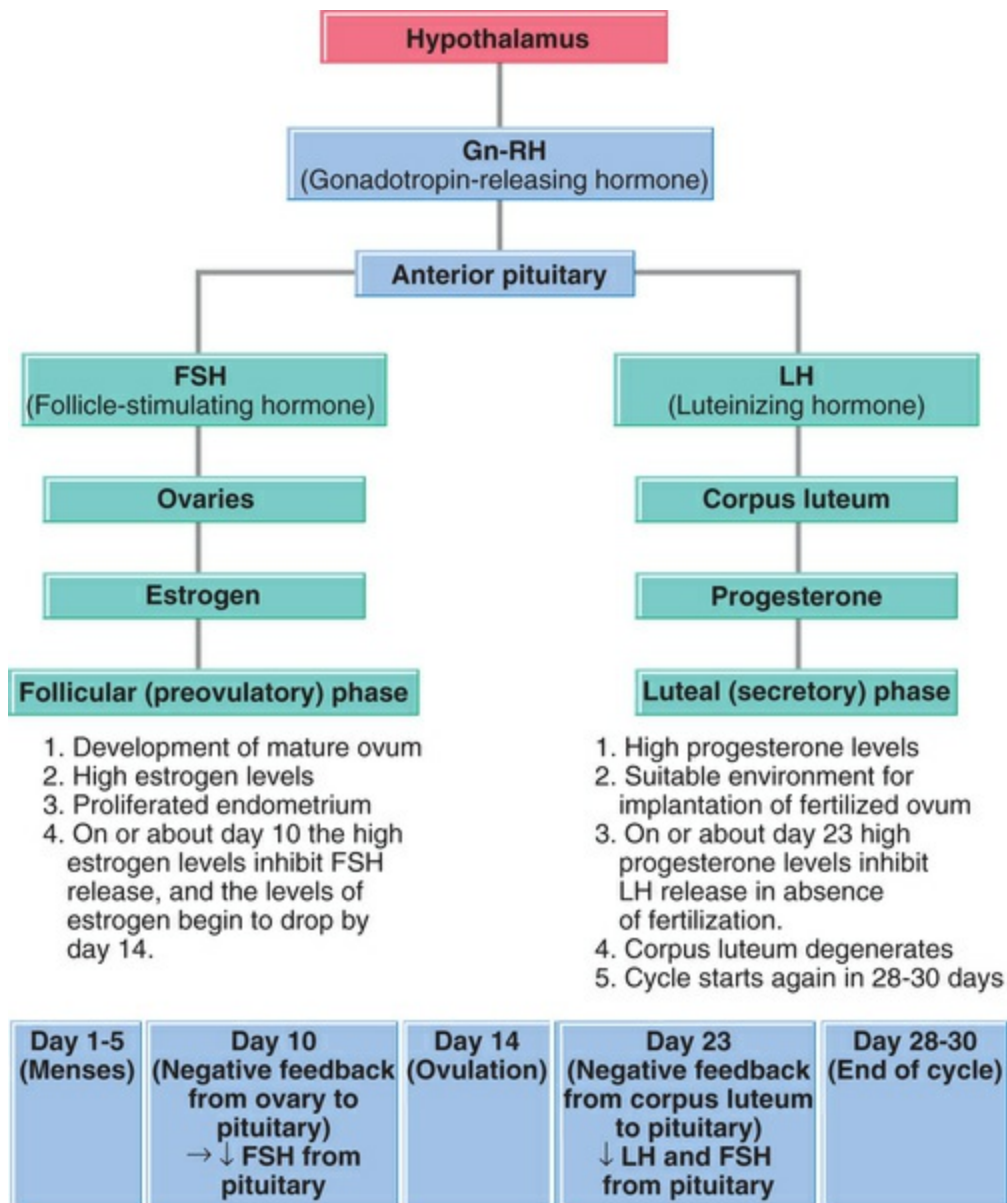 Hypothalamus
Gn-RH
(Gonadotropin-releasing hormone)
Anterior pituitary
FSH
(Follicle-stimulating hormone)
Ovaries
Estrogen
Follicular (preovulatory) phase
1. Development of mature ovum
2. High estrogen levels
3. Proliferated endometrium
4. On or about day 10 the high
estrogen levels inhibit FSH
release, and the levels of
estrogen begin to drop by
day 14.
LH
(Luteinizing hormone)
Corpus luteum
Progesterone
Luteal (secretory) phase
1. High progesterone levels
2. Suitable environment for
implantation of fertilized ovum
3. On or about day 23 high
progesterone levels inhibit
LH release in absence
of fertilization.
4. Corpus luteum degenerates
5. Cycle starts again in 28-30 days
Day 1-5
(Menses)
Day 10
(Negative feedback
from ovary to
pituitary)
→ ↓ FSH from
pituitary
Day 14
(Ovulation)
Day 23
(Negative feedback
from corpus luteum
to pituitary)
↓ LH and FSH
from pituitary
Day 28-30
(End of cycle)